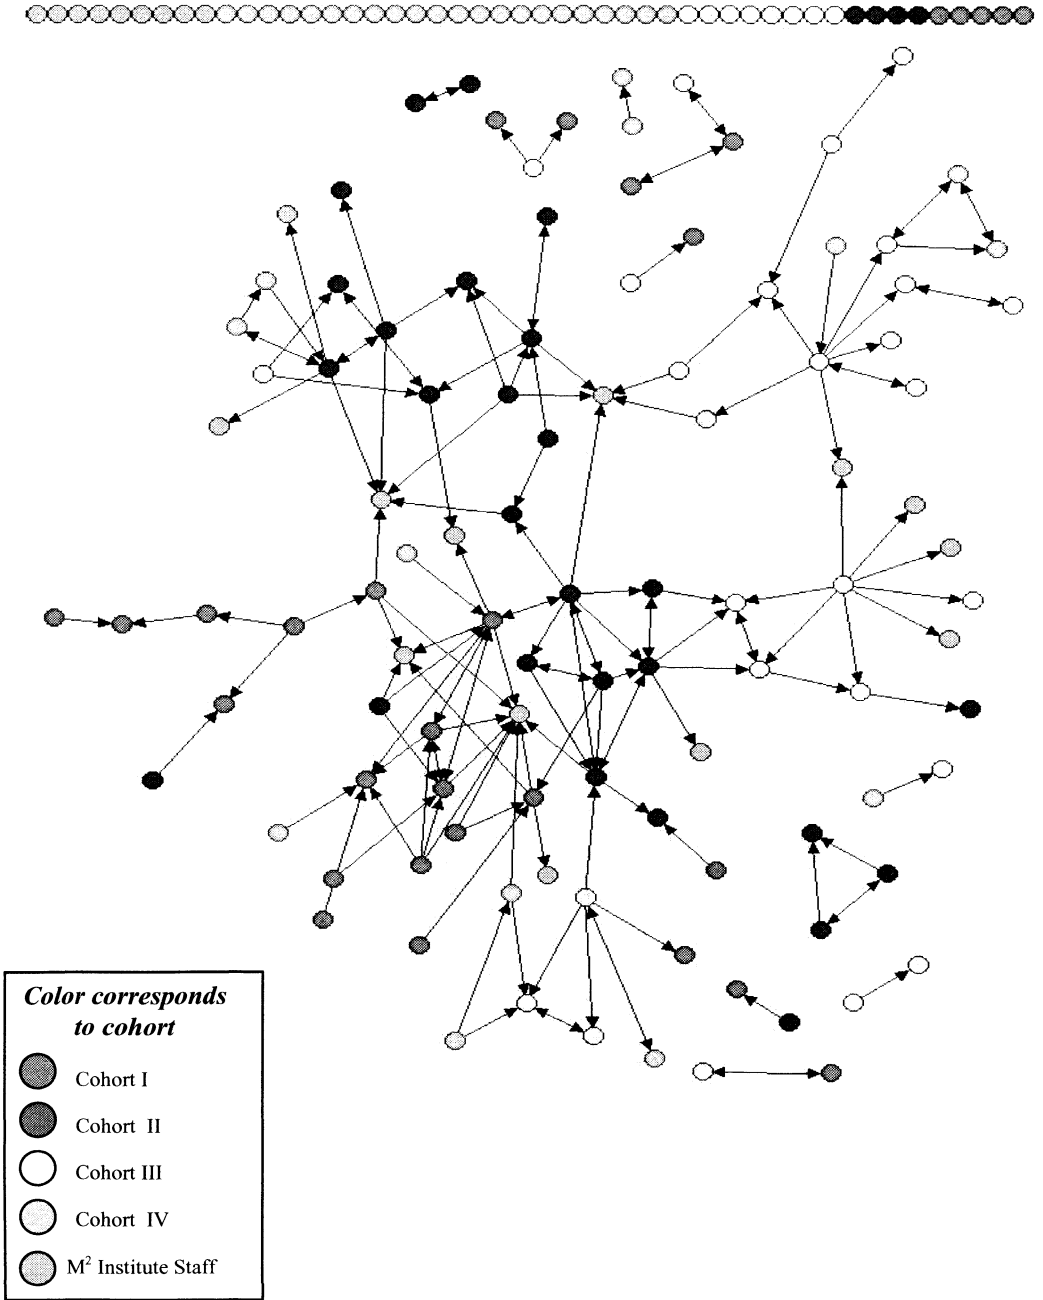 Color corresponds
to cohort
Cohort I
Cohort II
Cohort III
Cohort IV
M² Institute Staff